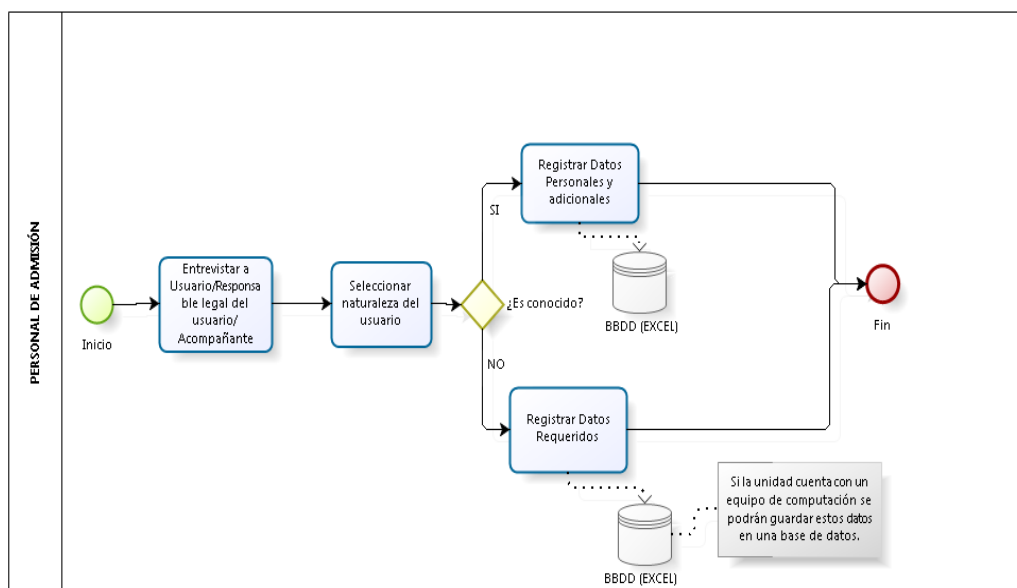 PERSONAL DE ADMISIÓN
Inicio
Entrevistar a
Usuario/Responsa
ble legal del
usuario/
Acompañante
Seleccionar
naturaleza del
usuario
¿Es conocido?
SI
Registrar Datos
Personales y
adicionales
BBDD (EXCEL)
NO
Registrar Datos
Requeridos
BBDD (EXCEL)
Si la unidad cuenta con un
equipo de computación se
podrán guardar estos datos
en una base de datos.
Fin